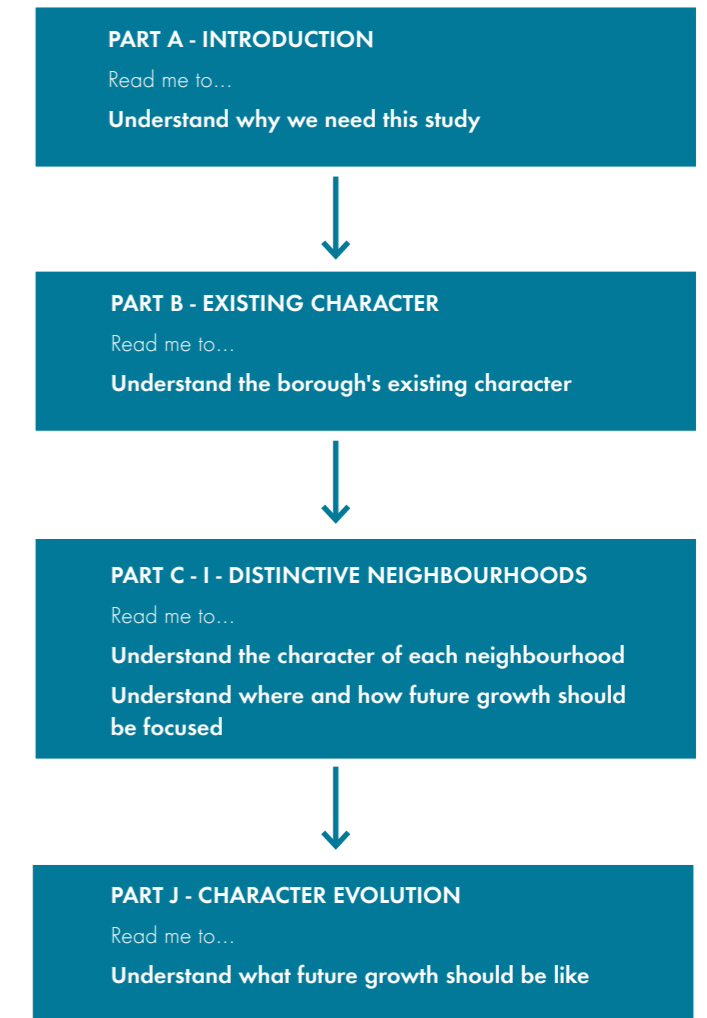 PART A - INTRODUCTION
Read me to...
Understand why we need this study
PART B - EXISTING CHARACTER
Read me to...
Understand the borough's existing character
PART C - I - DISTINCTIVE NEIGHBOURHOODS
Read me to...
Understand the character of each neighbourhood
Understand where and how future growth should
be focused
PART J - CHARACTER EVOLUTION
Read me to...
Understand what future growth should be like